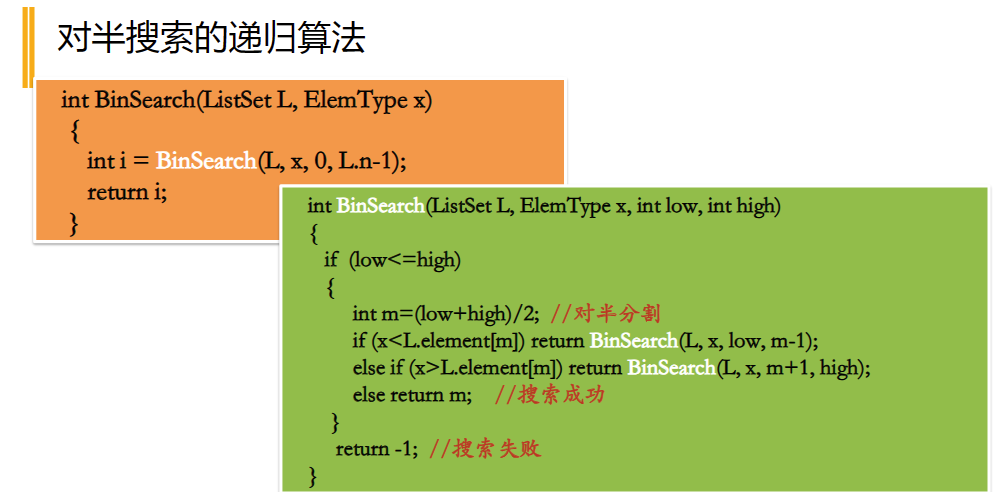 对半搜索的递归算法
int BinSearch(ListSet L, ElemType x)
{
int i = BinSearch(L, x, 0, L.n-1);
return i;
}
int BinSearch(ListSet L, ElemType x, int low, int high)
{
if (low<=high)
{
int m=(low+high)/2; //对半分割
if (x<L.element[m]) return BinSearch(L, x, low, m-1);
else if (x>L.element[m]) return BinSearch(L, x, m+1, high);
else return m; //搜索成功
}
return -1; //搜索失败
}